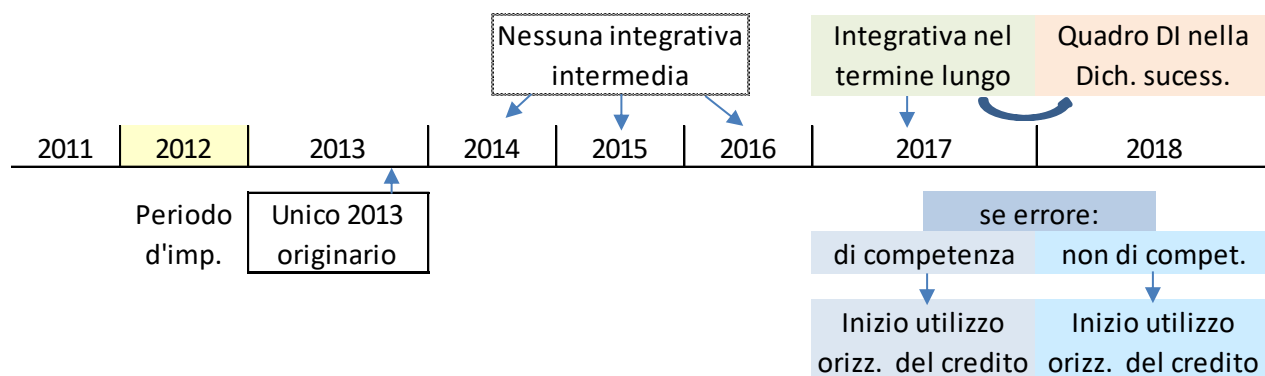 Nessuna integrativa
intermedia
Integrativa nel
termine lungo
Quadro DI nella
Dich. sucess.
2011 2012 2013 2014 2015 2016 2017 2018
Periodo
d'imp.
Unico 2013
originario
se errore:
di competenza
non di compet.
Inizio utilizzo
orizz. del credito
Inizio utilizzo
orizz. del credito